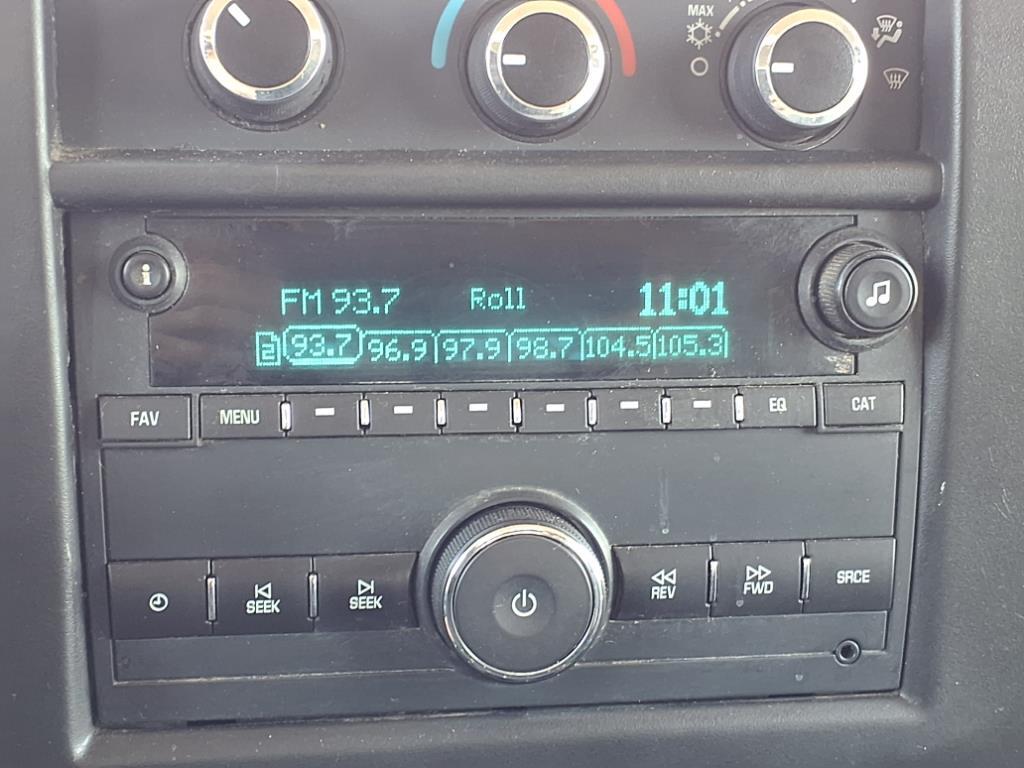 MAX
i
FM 93.7 Roll 11:01
2 93.7 96.9 97.9 98.7 104.5 105.3
FAV MENU EQ CAT
SEEK SEEK REV FWD SRCE